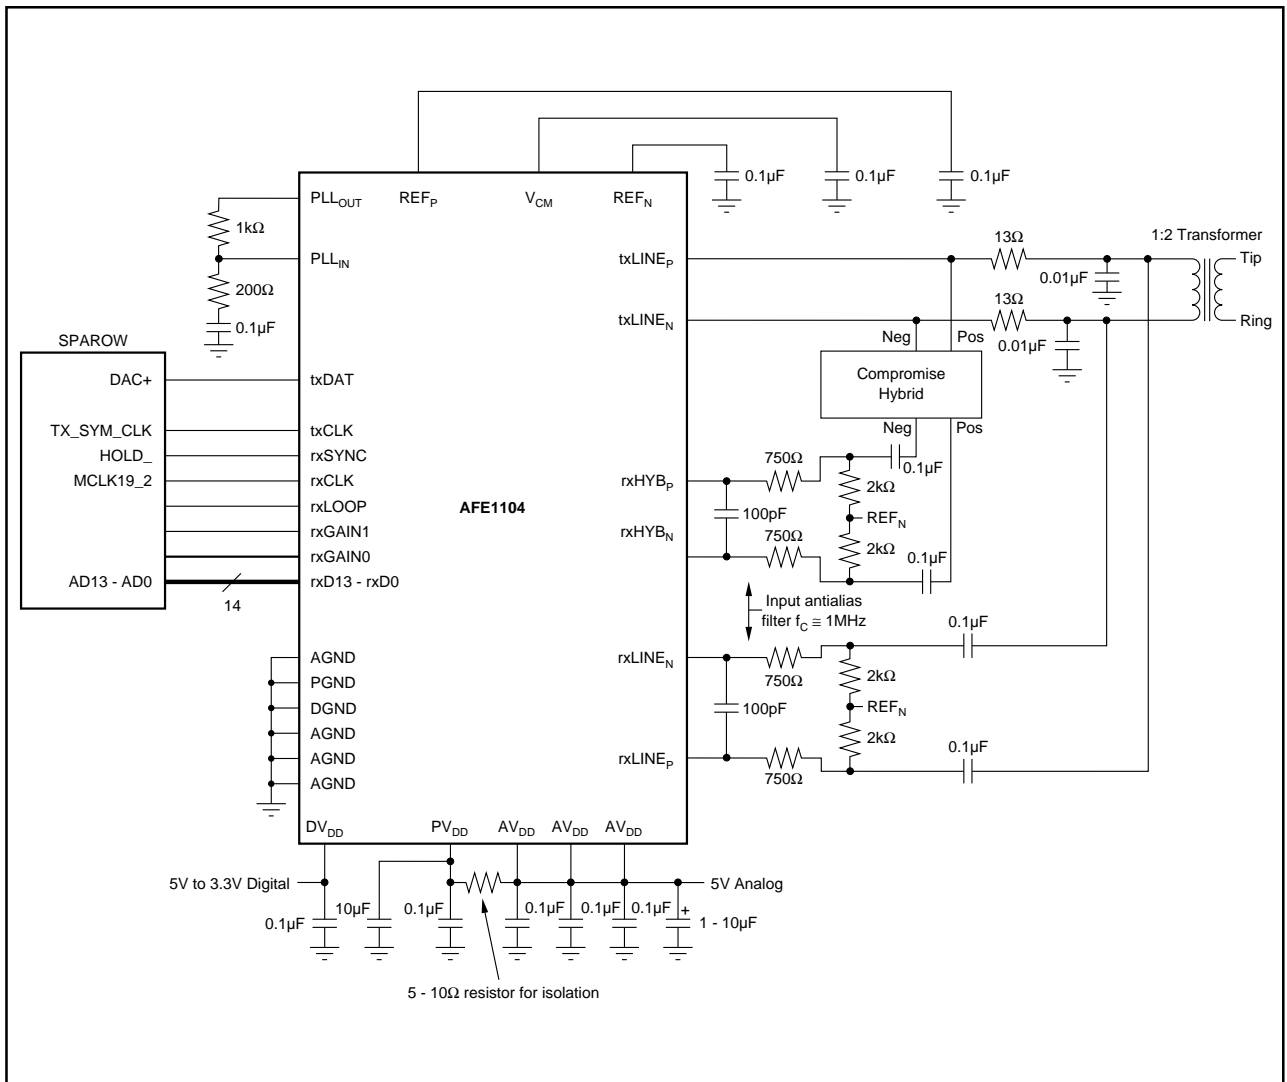 0.1µF
0.1µF
0.1µF
PLLOUT
REFP
VCM
REFN
1kΩ
PLLIN
200Ω
0.1µF
txLINEP
13Ω
1:2 Transformer
Tip
0.01µF
txLINEN
13Ω
Ring
0.01µF
Neg
Pos
Compromise
Hybrid
Neg
Pos
SPAROW
DAC+
txDAT
TX_SYM_CLK
txCLK
HOLD_
rxSYNC
MCLK19_2
rxCLK
rxLOOP
rxGAIN1
rxGAIN0
AD13 - AD0
rxD13 - rxD0
14
AFE1104
rxHYBP
750Ω
0.1µF
2kΩ
100pF
REFN
rxHYBN
750Ω
2kΩ
0.1µF
Input antialias
filter fC ≅ 1MHz
0.1µF
rxLINEN
750Ω
2kΩ
100pF
REFN
2kΩ
0.1µF
rxLINEP
750Ω
AGND
PGND
DGND
AGND
AGND
AGND
DVDD
PVDD
AVDD
AVDD
AVDD
5V to 3.3V Digital
5V Analog
0.1µF
10µF
0.1µF
0.1µF
0.1µF
0.1µF
+
1 - 10µF
5 - 10Ω resistor for isolation